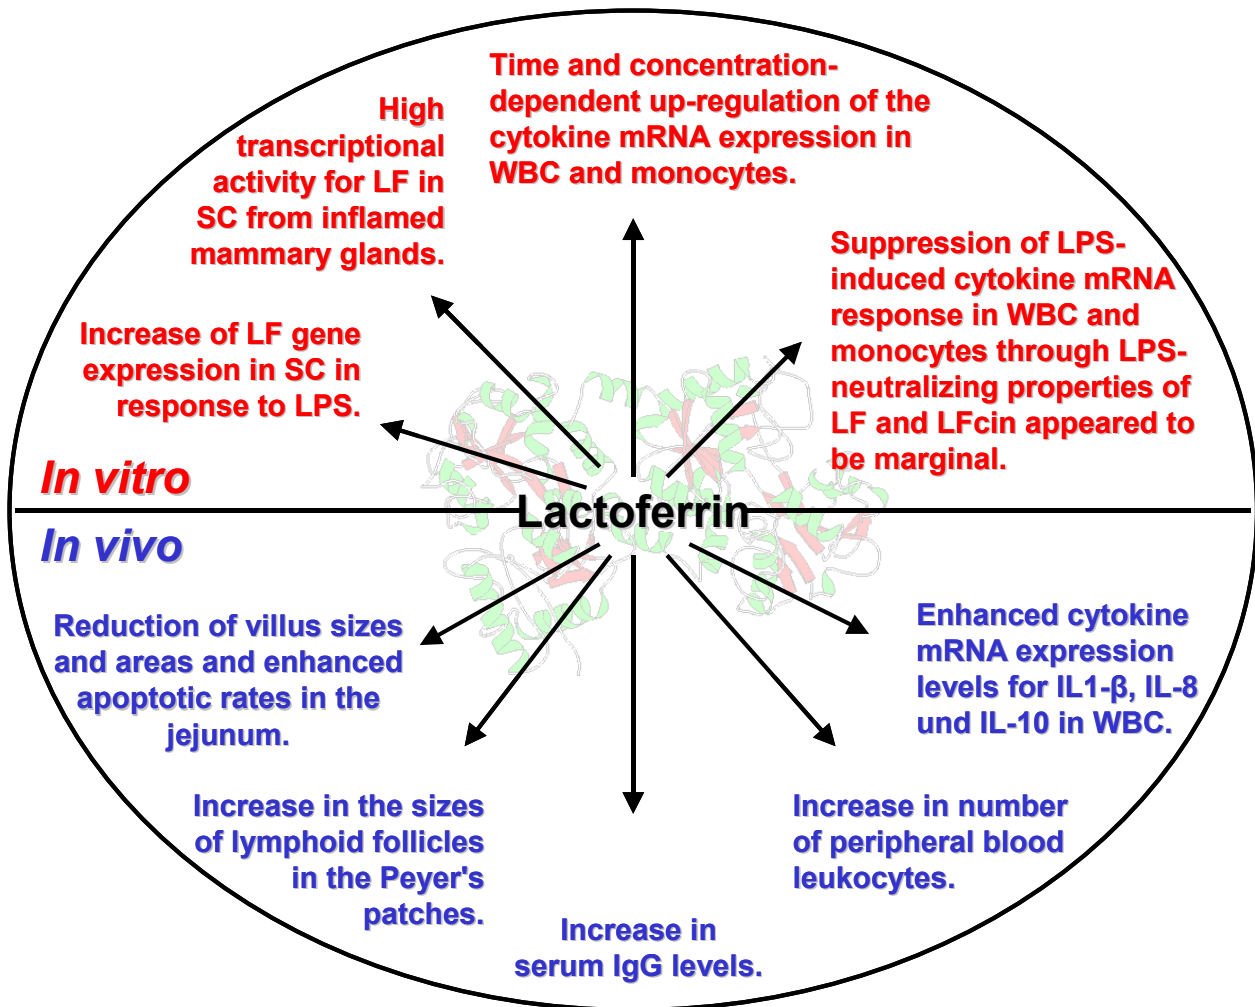 Time and concentration-
dependent up-regulation of the
cytokine mRNA expression in
WBC and monocytes.
High
transcriptional
activity for LF in
SC from inflamed
mammary glands.
Suppression of LPS-
induced cytokine mRNA
response in WBC and
monocytes through LPS-
neutralizing properties of
LF and LFcin appeared to
be marginal.
Increase of LF gene
expression in SC in
response to LPS.
In vitro
Lactoferrin
In vivo
Reduction of villus sizes
and areas and enhanced
apoptotic rates in the
jejunum.
Enhanced cytokine
mRNA expression
levels for IL1-β, IL-8
und IL-10 in WBC.
Increase in the sizes
of lymphoid follicles
in the Peyer's
patches.
Increase in number
of peripheral blood
leukocytes.
Increase in
serum IgG levels.